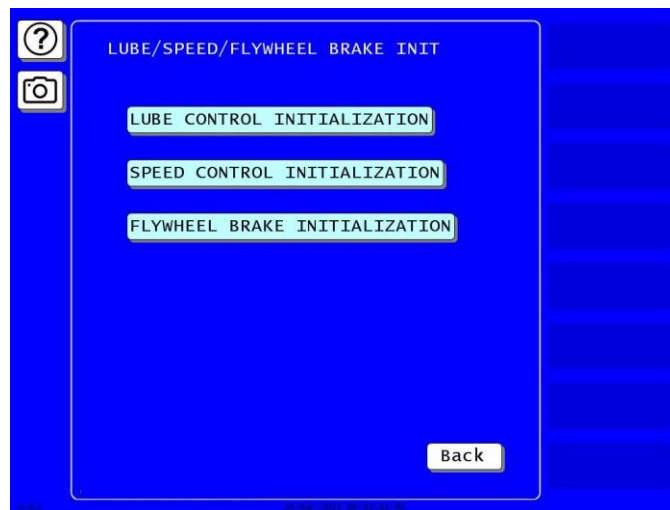 ?
LUBE/SPEED/FLYWHEEL BRAKE INIT
LUBE CONTROL INITIALIZATION
SPEED CONTROL INITIALIZATION
FLYWHEEL BRAKE INITIALIZATION
Back